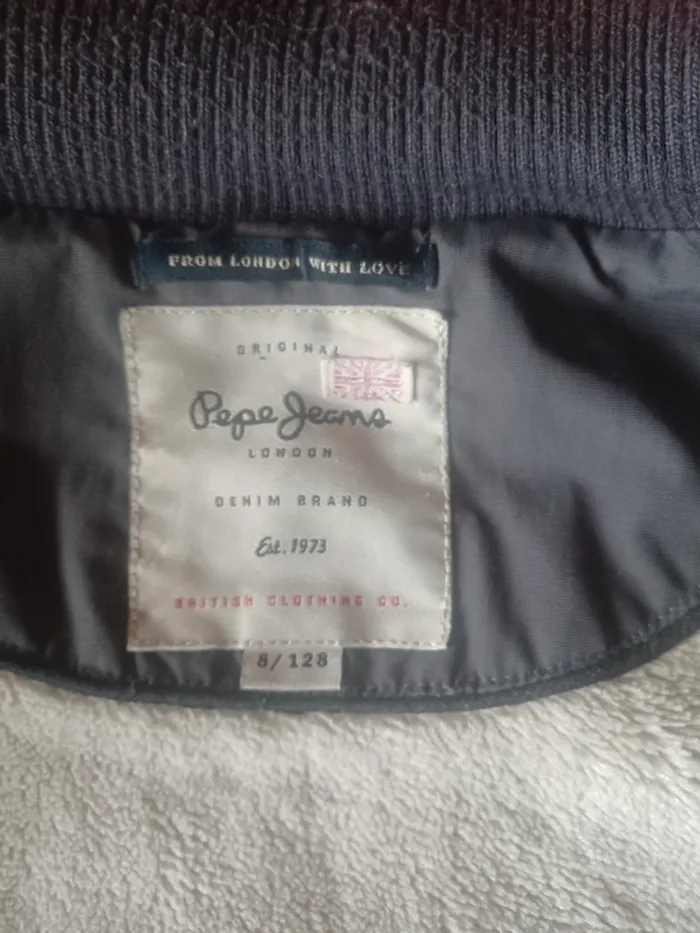 FROM LONDON WITH LOVE
ORIGINAL
Pepe Jeans
LONDON
DENIM BRAND
Est. 1973
BRITISH CLOTHING CO.
8/128